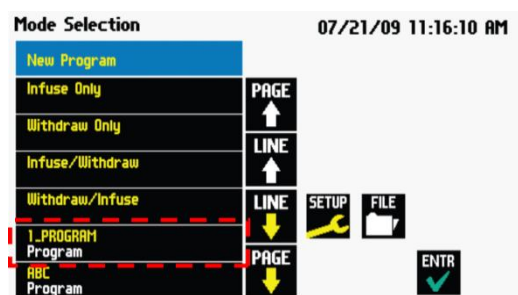 Mode Selection
07/21/09 11:16:10 AM
New Program
Infuse Only
Withdraw Only
Infuse/Withdraw
Withdraw/Infuse
1_PROGRAM
Program
ABC
Program
PAGE
LINE
LINE
PAGE
SETUP
FILE
ENTR